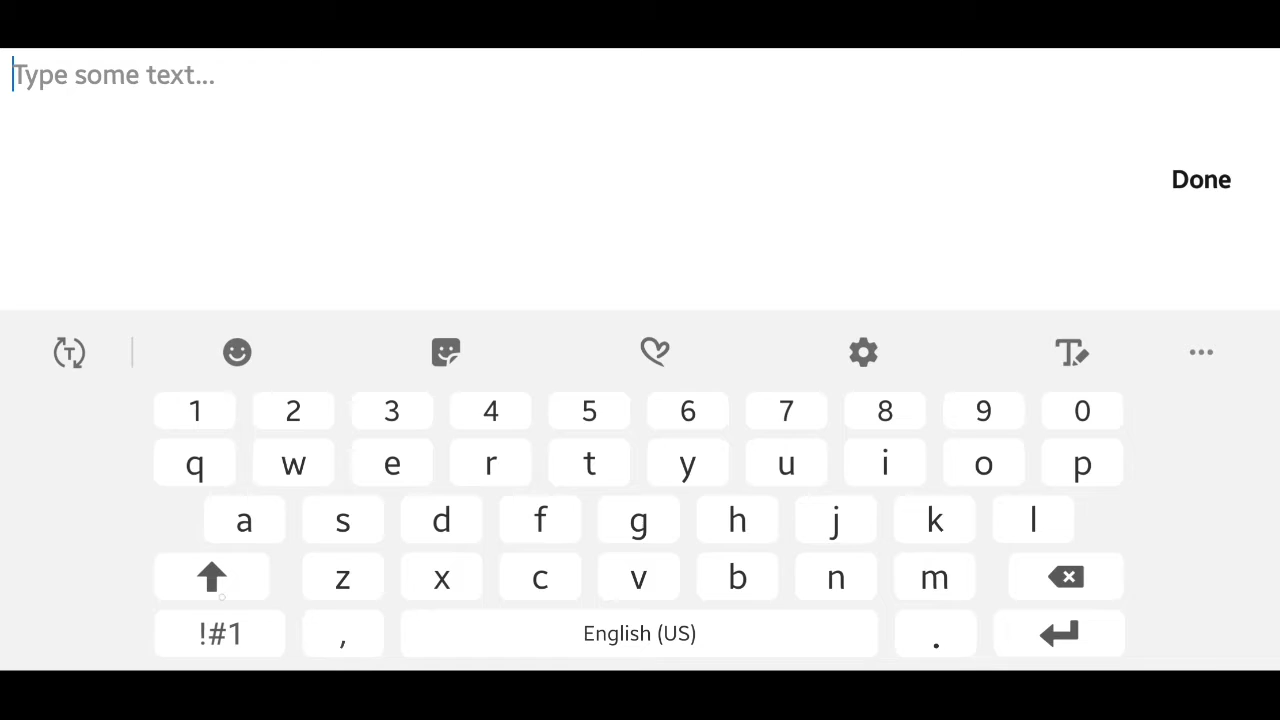 Type some text...
Done
T T ...
1 2 3 4 5 6 7 8 9 0
q w e r t y u i o p
a s d f g h j k l
z x c v b n m
!#1 , English (US) .